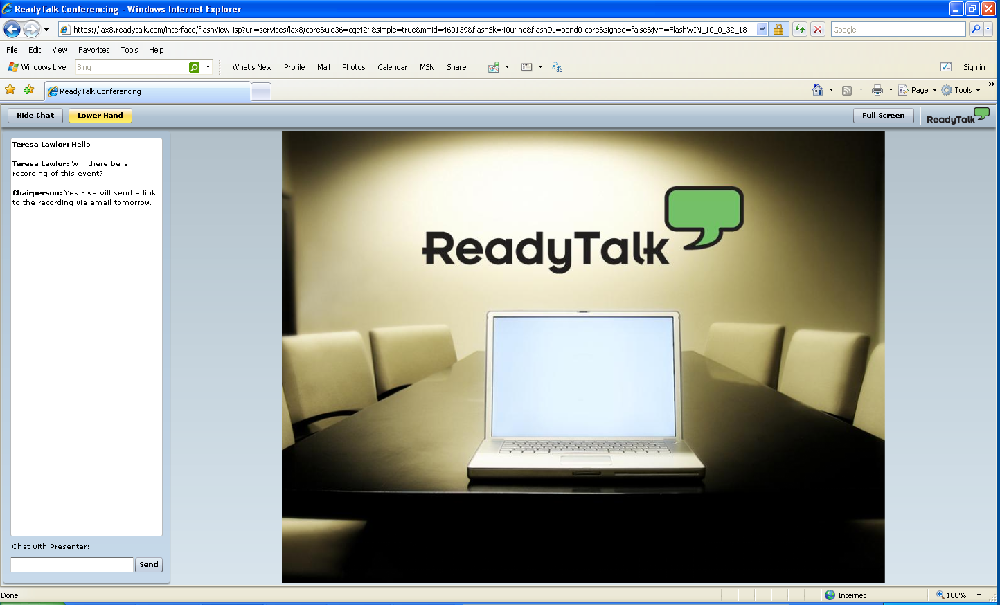 ReadyTalk Conferencing - Windows Internet Explorer
https://lax8.readytalk.com/interface/flashView.jsp?uri=services/lax8/core&uid36=cqt424&simple=true&mmid=460139&flashSk=40u4ne&flashDL=pond0-core&signed=false&jvm=FlashWIN_10_0_32_18
Google
File Edit View Favorites Tools Help
Windows Live Bing What's New Profile Mail Photos Calendar MSN Share Sign in
ReadyTalk Conferencing Page Tools
Hide Chat Lower Hand Full Screen ReadyTalk
Teresa Lawlor: Hello
Teresa Lawlor: Will there be a
recording of this event?
Chairperson: Yes - we will send a link
to the recording via email tomorrow.
ReadyTalk
Chat with Presenter:
Send
Done Internet 100%